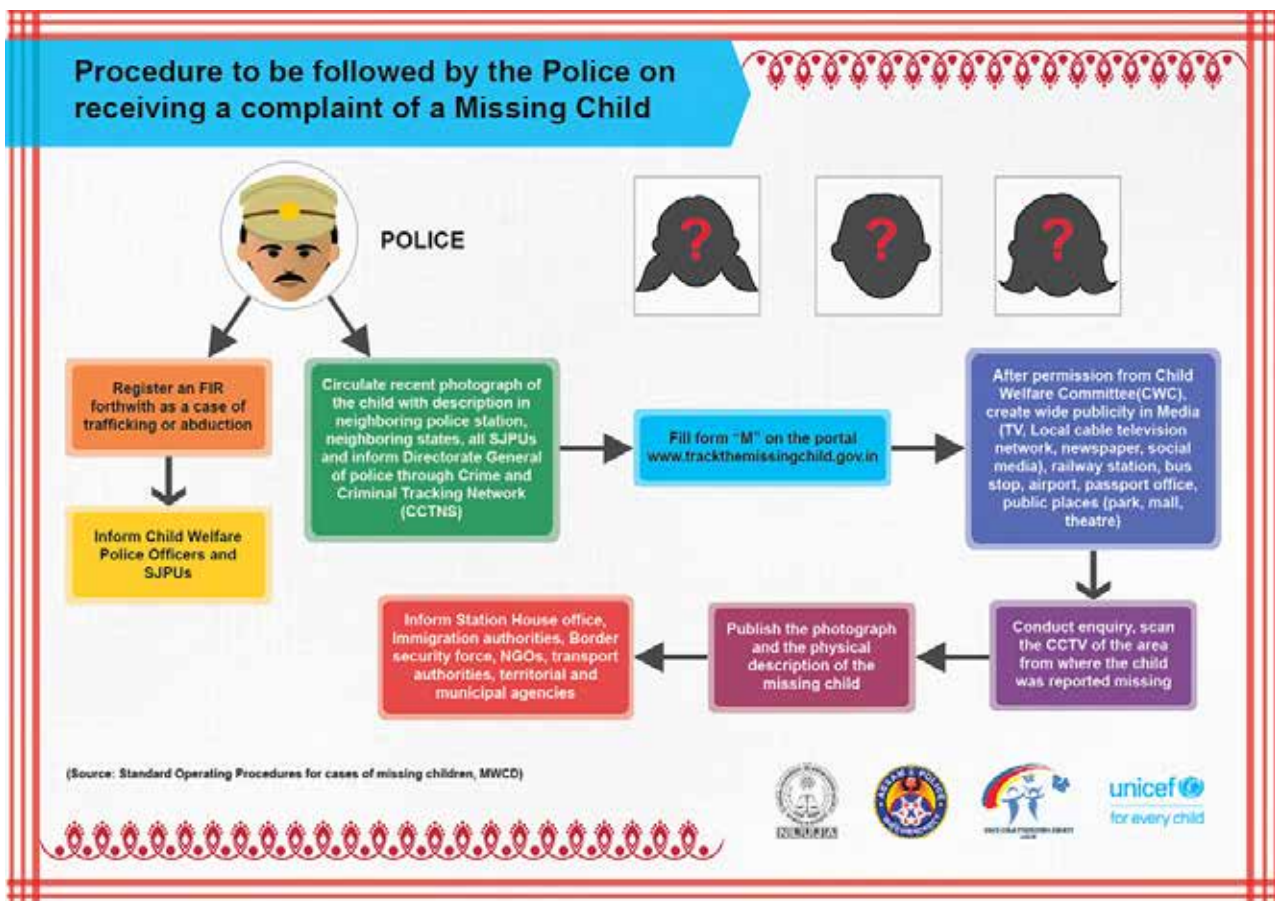 Procedure to be followed by the Police on
receiving a complaint of a Missing Child
POLICE
?
?
?
Register an FIR
forthwith as a case of
trafficking or abduction
Inform Child Welfare
Police Officers and
SJPUs
Circulate recent photograph of
the child with description in
neighboring police station,
neighboring states, all SJPUs
and inform Directorate General
of police through Crime and
Criminal Tracking Network
(CCTNS)
Fill form “M” on the portal
www.trackthemissingchild.gov.in
After permission from Child
Welfare Committee(CWC),
create wide publicity in Media
(TV, Local cable television
network, newspaper, social
media), railway station, bus
stop, airport, passport office,
public places (park, mall,
theatre)
Conduct enquiry, scan
the CCTV of the area
from where the child
was reported missing
Publish the photograph
and the physical
description of the
missing child
Inform Station House office,
Immigration authorities, Border
security force, NGOs, transport
authorities, territorial and
municipal agencies
(Source: Standard Operating Procedures for cases of missing children, MWCD)
NLUJA
ASSAM POLICE
unicef
for every child